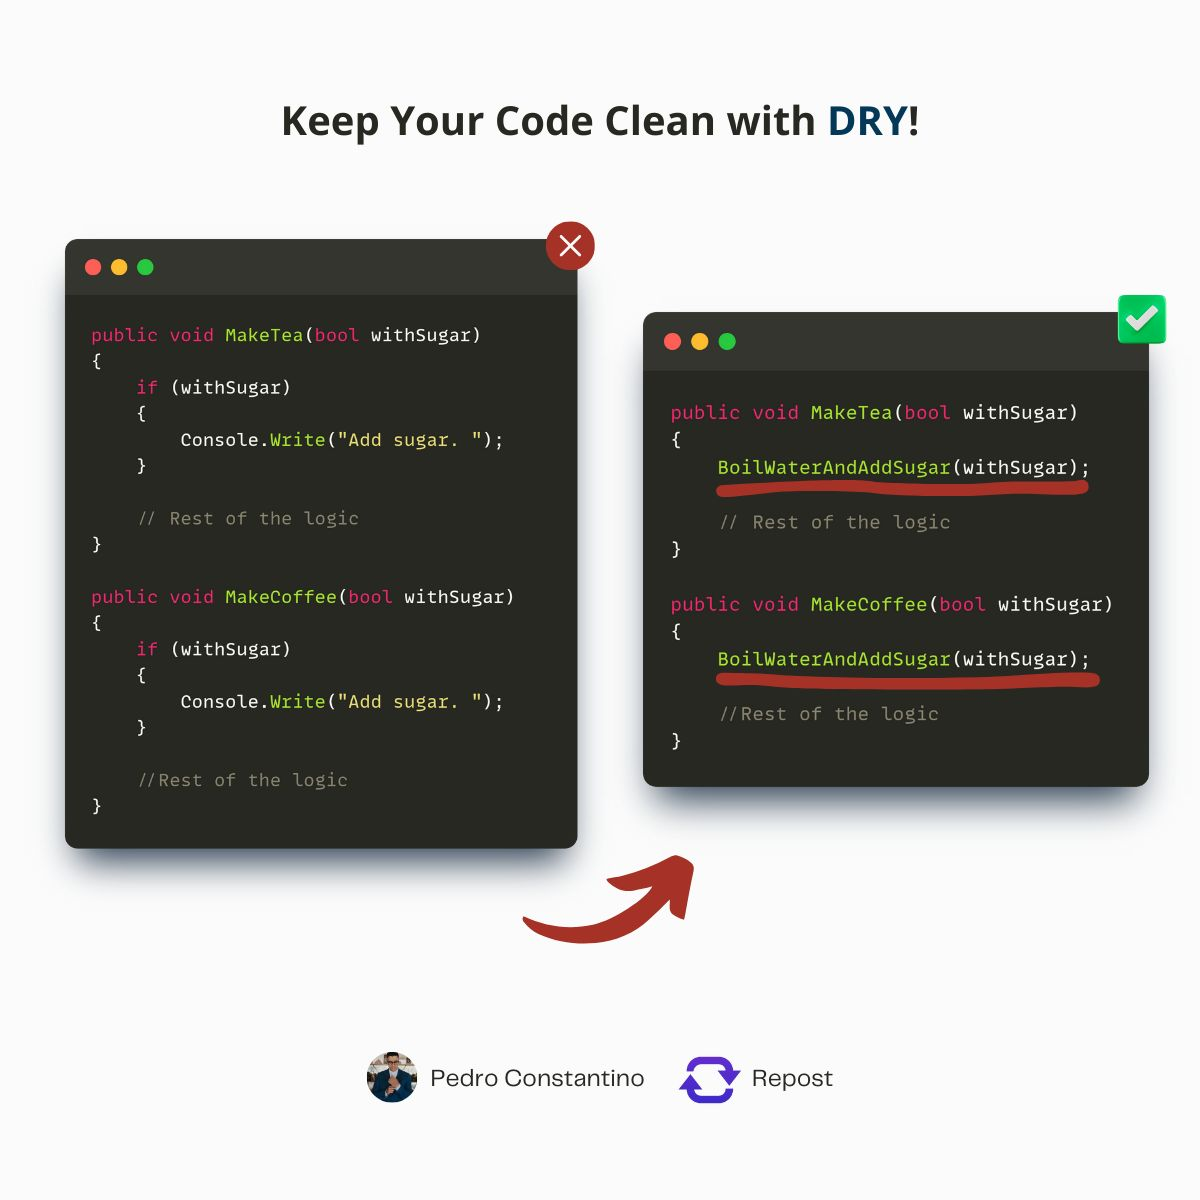 Keep Your Code Clean with DRY!
public void MakeTea(bool withSugar)
{
    if (withSugar)
    {
        Console.Write("Add sugar. ");
    }
    // Rest of the logic
}
public void MakeCoffee(bool withSugar)
{
    if (withSugar)
    {
        Console.Write("Add sugar. ");
    }
    //Rest of the logic
}
public void MakeTea(bool withSugar)
{
    BoilWaterAndAddSugar(withSugar);
    // Rest of the logic
}
public void MakeCoffee(bool withSugar)
{
    BoilWaterAndAddSugar(withSugar);
    //Rest of the logic
}
Pedro Constantino
Repost